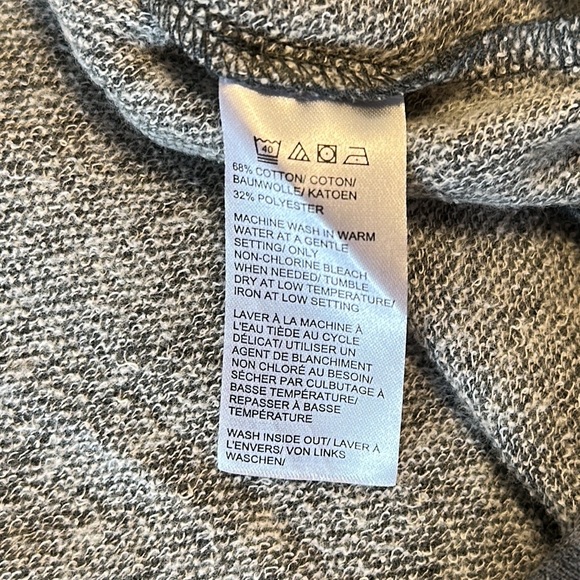 40
68% COTTON/ COTON/
BAUMWOLLE/ KATOEN
32% POLYESTER
MACHINE WASH IN WARM
WATER AT A GENTLE
SETTING/ ONLY
NON-CHLORINE BLEACH
WHEN NEEDED/ TUMBLE
DRY AT LOW TEMPERATURE/
IRON AT LOW SETTING
LAVER À LA MACHINE À
L'EAU TIÈDE AU CYCLE
DÉLICAT/ UTILISER UN
AGENT DE BLANCHIMENT
NON CHLORÉ AU BESOIN/
SÉCHER PAR CULBUTAGE À
BASSE TEMPÉRATURE/
REPASSER À BASSE
TEMPÉRATURE
WASH INSIDE OUT/ LAVER À
L'ENVERS/ VON LINKS
WASCHEN/